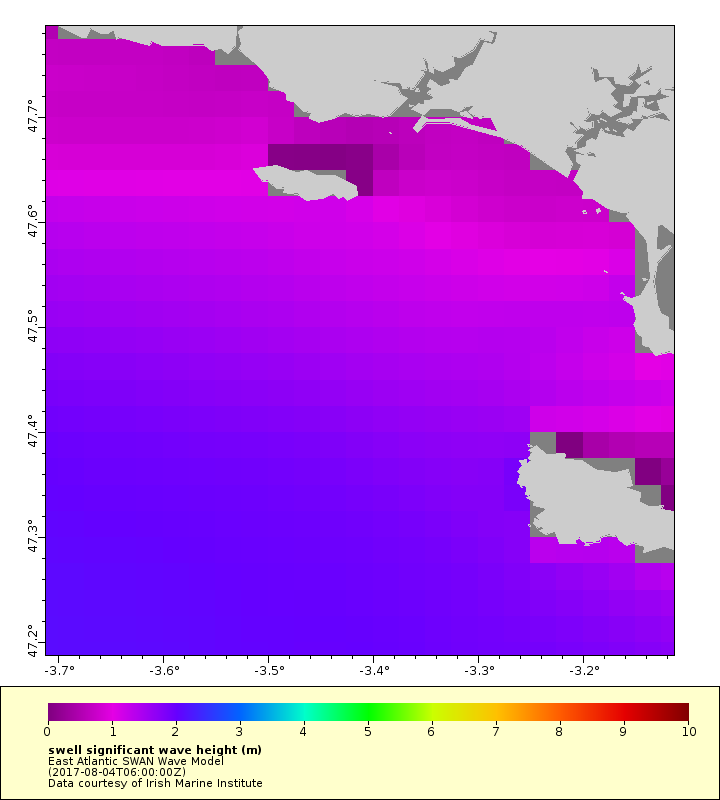 47.7°
47.6°
47.5°
47.4°
47.3°
47.2°
-3.7° -3.6° -3.5° -3.4° -3.3° -3.2°
0 1 2 3 4 5 6 7 8 9 10
swell significant wave height (m)
East Atlantic SWAN Wave Model
(2017-08-04T06:00:00Z)
Data courtesy of Irish Marine Institute